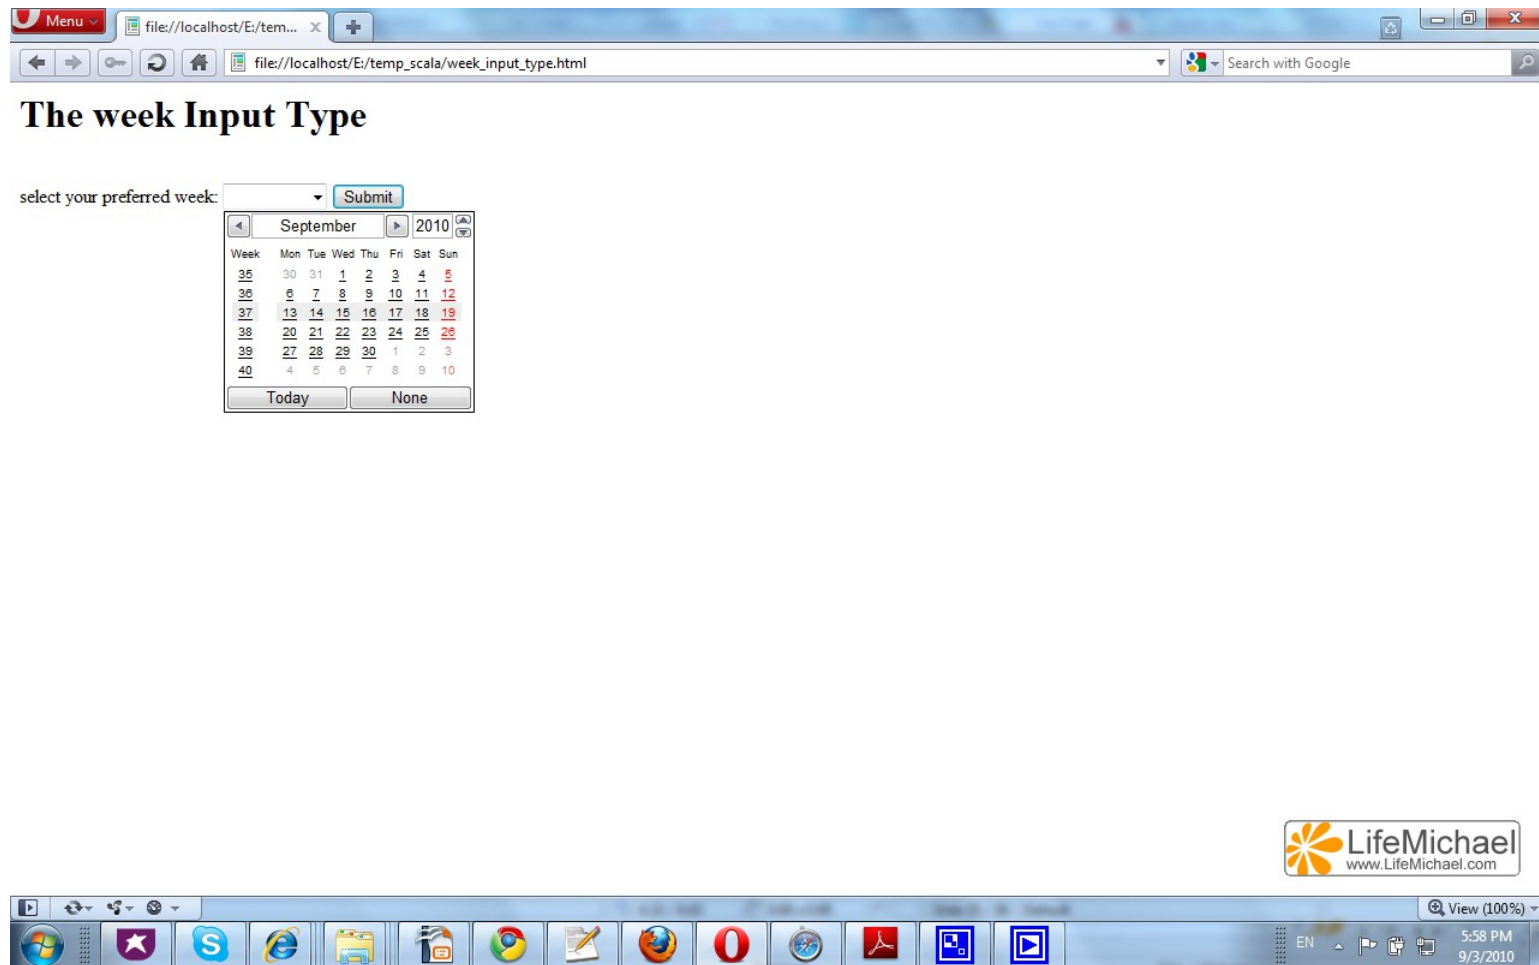 Menu
file://localhost/E:/tem...
file://localhost/E:/temp_scala/week_input_type.html
Search with Google
The week Input Type
select your preferred week: Submit
September 2010
Week Mon Tue Wed Thu Fri Sat Sun
35 30 31 1 2 3 4 5
36 6 7 8 9 10 11 12
37 13 14 15 16 17 18 19
38 20 21 22 23 24 25 26
39 27 28 29 30 1 2 3
40 4 5 6 7 8 9 10
Today None
LifeMichael
www.LifeMichael.com
View (100%)
EN 5:58 PM
9/3/2010